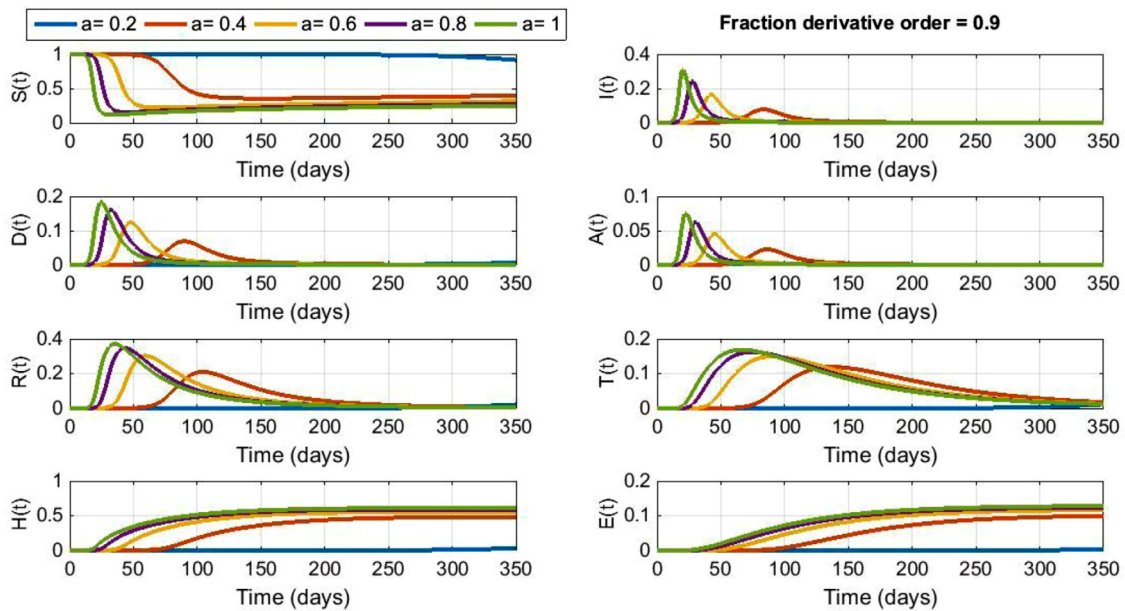 a= 0.2 a= 0.4 a= 0.6 a= 0.8 a= 1
Fraction derivative order = 0.9
S(t)
1
0.5
0
0 50 100 150 200 250 300 350
Time (days)
I(t)
0.4
0.2
0
0 50 100 150 200 250 300 350
Time (days)
D(t)
0.2
0.1
0
0 50 100 150 200 250 300 350
Time (days)
A(t)
0.1
0.05
0
0 50 100 150 200 250 300 350
Time (days)
R(t)
0.4
0.2
0
0 50 100 150 200 250 300 350
Time (days)
T(t)
0.2
0.1
0
0 50 100 150 200 250 300 350
Time (days)
H(t)
1
0.5
0
0 50 100 150 200 250 300 350
Time (days)
E(t)
0.2
0.1
0
0 50 100 150 200 250 300 350
Time (days)